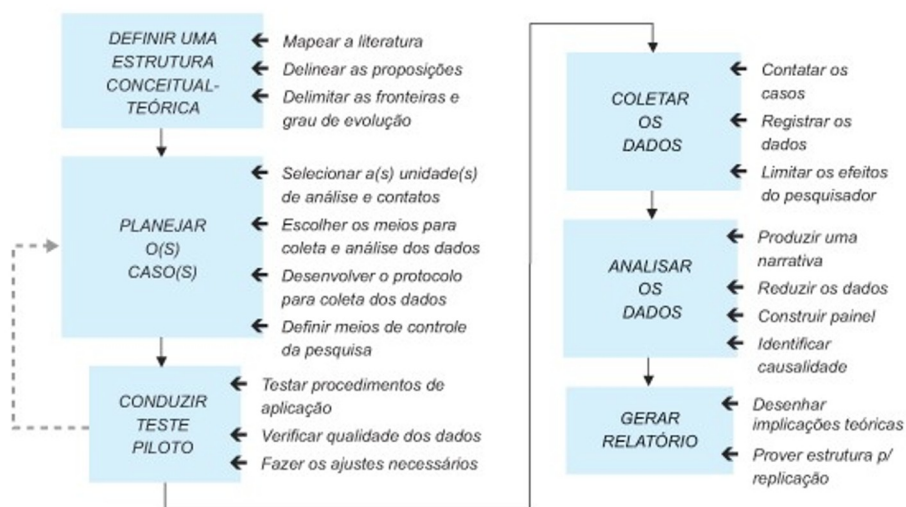 DEFINIR UMA
ESTRUTURA
CONCEITUAL-
TEÓRICA
Mapear a literatura
Delinear as proposições
Delimitar as fronteiras e
grau de evolução
PLANEJAR
O(S)
CASO(S)
Selecionar a(s) unidade(s)
de análise e contatos
Escolher os meios para
coleta e análise dos dados
Desenvolver o protocolo
para coleta dos dados
Definir meios de controle
da pesquisa
CONDUZIR
TESTE
PILOTO
Testar procedimentos de
aplicação
Verificar qualidade dos dados
Fazer os ajustes necessários
COLETAR
OS
DADOS
Contatar os
casos
Registrar os
dados
Limitar os efeitos
do pesquisador
ANALISAR
OS
DADOS
Produzir uma
narrativa
Reduzir os dados
Construir painel
Identificar
causalidade
GERAR
RELATÓRIO
Desenhar
implicações teóricas
Prover estrutura p/
replicação